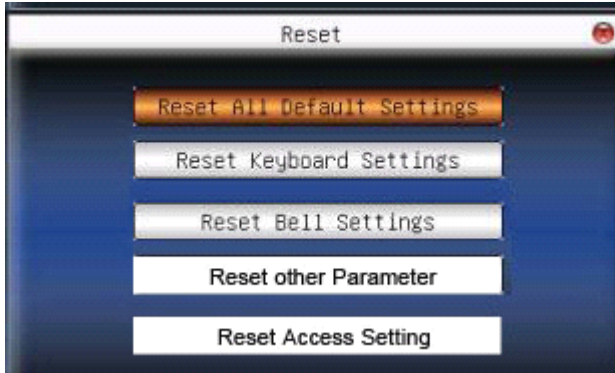 Reset
Reset All Default Settings
Reset Keyboard Settings
Reset Bell Settings
Reset other Parameter
Reset Access Setting